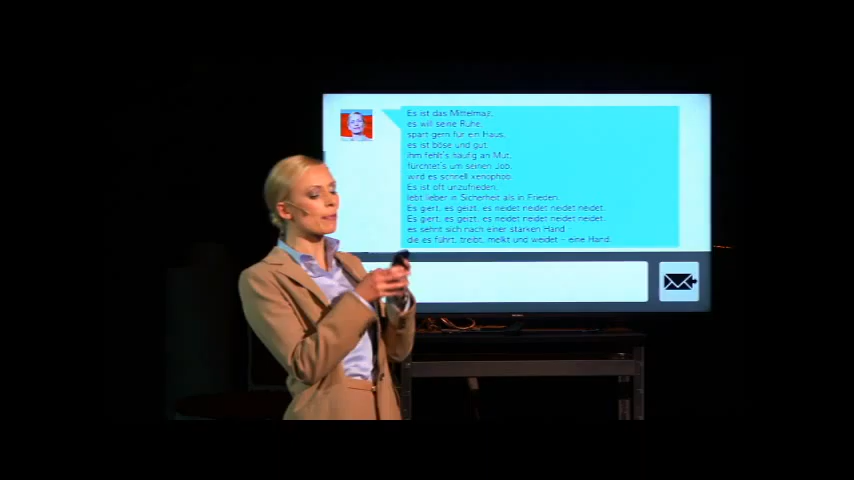 Es ist das Mittelmaß,
es will seine Ruhe,
spart gern für ein Haus,
es ist böse und gut,
ihm fehlt's häufig an Mut,
fürchtet's um seinen Job,
wird es schnell xenophob.
Es ist oft unzufrieden,
lebt lieber in Sicherheit als in Frieden.
Es giert, es geizt, es neidet neidet neidet neidet.
Es giert, es geizt, es neidet neidet neidet neidet,
es sehnt sich nach einer starken Hand –
die es führt, treibt, melkt und weidet – eine Hand.